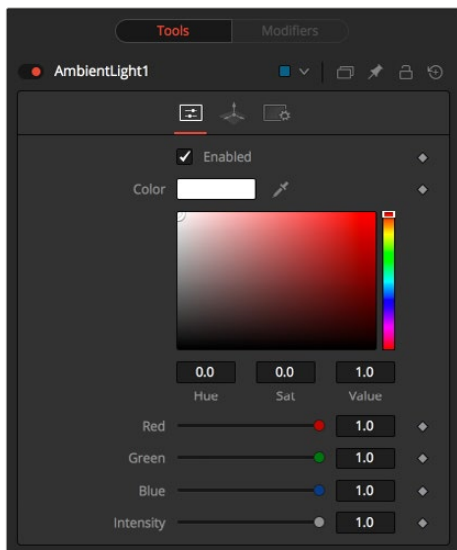 Tools Modifiers
AmbientLight1
Enabled
Color
0.0 0.0 1.0
Hue Sat Value
Red 1.0
Green 1.0
Blue 1.0
Intensity 1.0